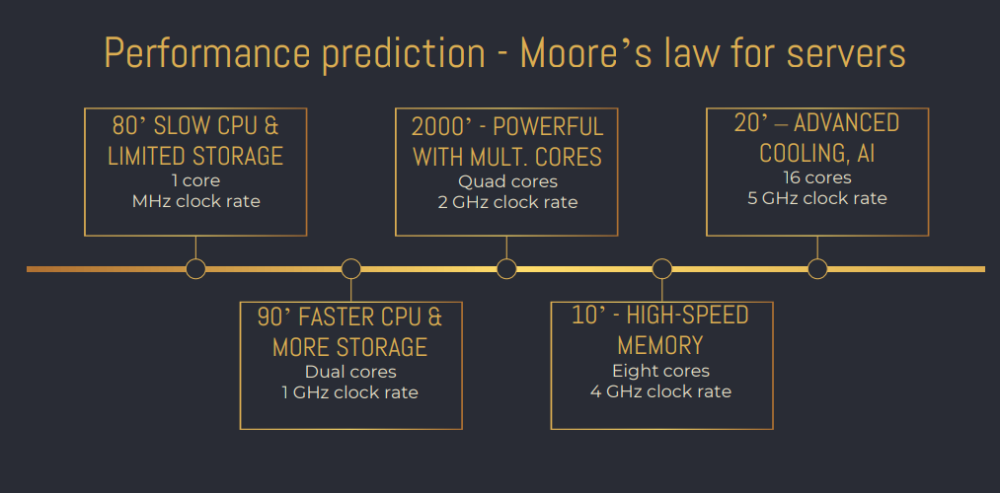 Performance prediction - Moore’s law for servers
80’ SLOW CPU &
LIMITED STORAGE
1 core
MHz clock rate
2000’ - POWERFUL
WITH MULT. CORES
Quad cores
2 GHz clock rate
20’ – ADVANCED
COOLING, AI
16 cores
5 GHz clock rate
90’ FASTER CPU &
MORE STORAGE
Dual cores
1 GHz clock rate
10’ - HIGH-SPEED
MEMORY
Eight cores
4 GHz clock rate